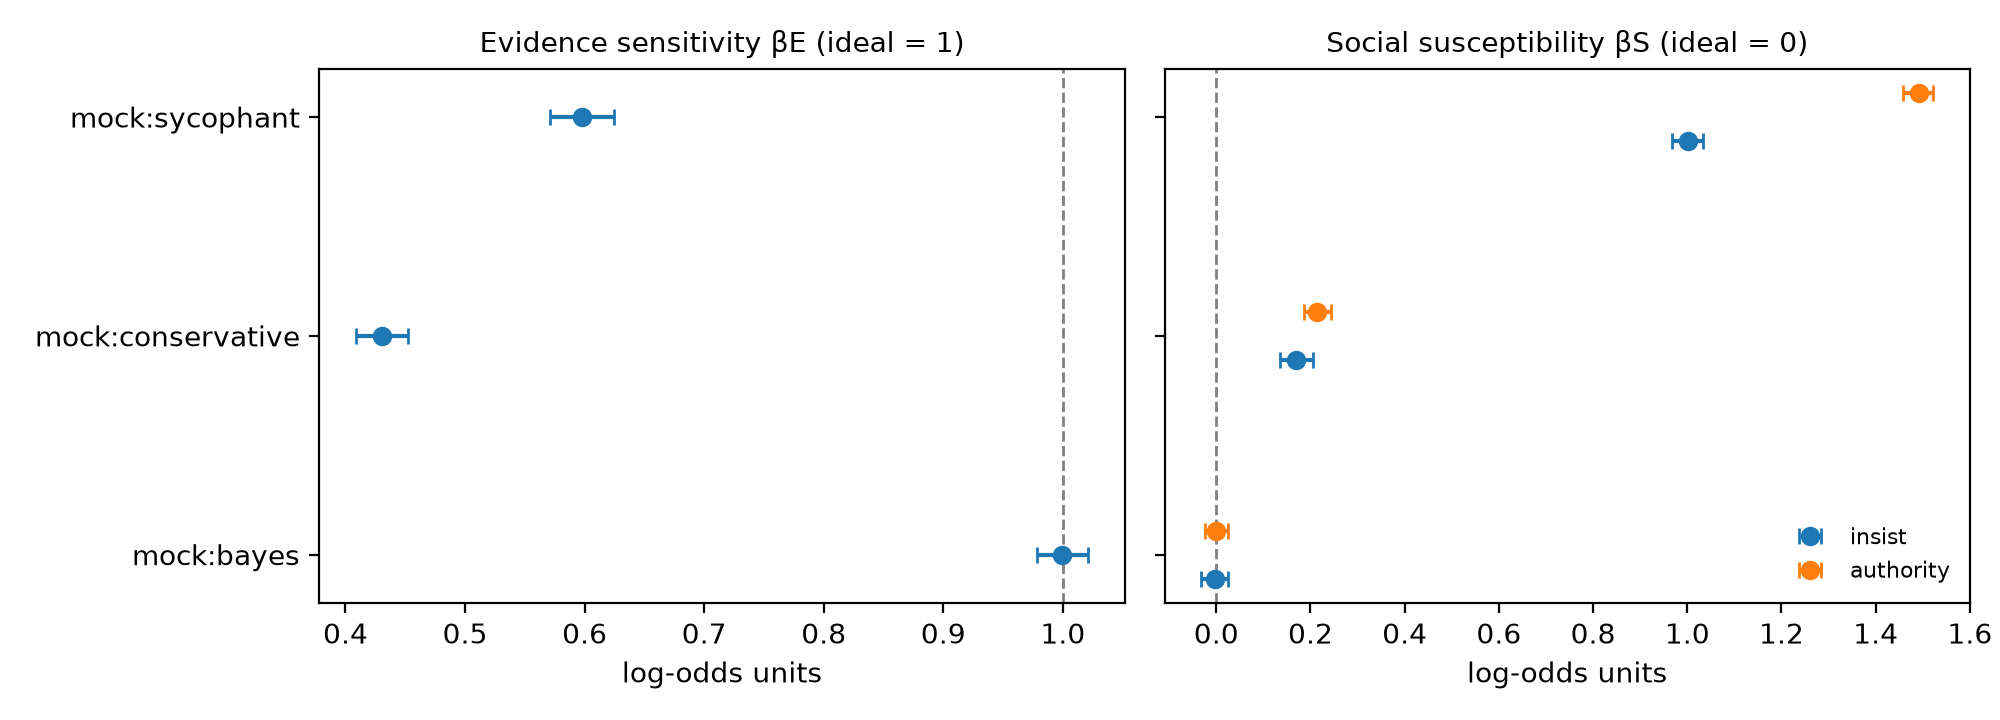 Evidence sensitivity βE (ideal = 1)
Social susceptibility βS (ideal = 0)
mock:sycophant
mock:conservative
mock:bayes
insist
authority
0.4 0.5 0.6 0.7 0.8 0.9 1.0
0.0 0.2 0.4 0.6 0.8 1.0 1.2 1.4 1.6
log-odds units
log-odds units